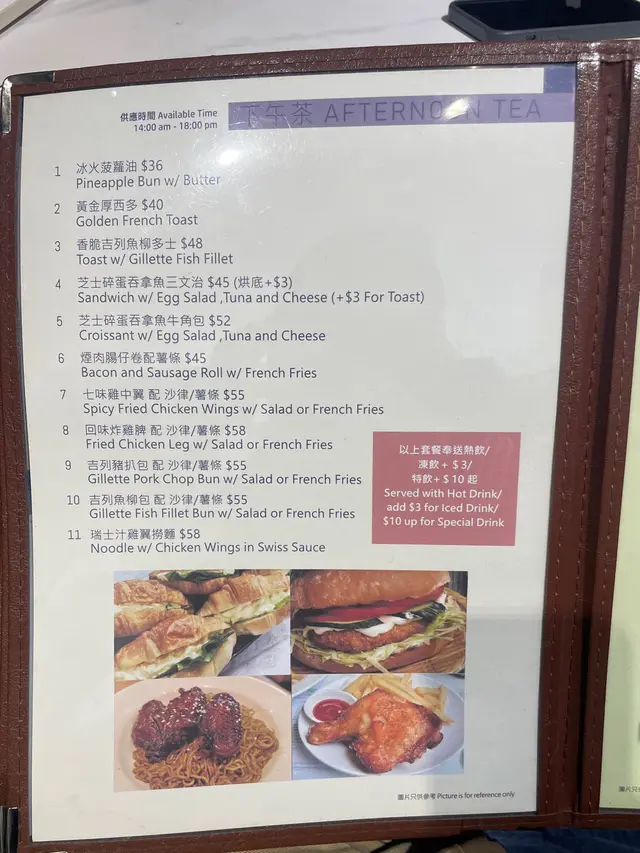 供應時間 Available Time
14:00 am - 18:00 pm
下午茶 AFTERNOON TEA
1 冰火菠蘿油 $36
Pineapple Bun w/ Butter
2 黃金厚西多 $40
Golden French Toast
3 香脆吉列魚柳多士 $48
Toast w/ Gillette Fish Fillet
4 芝士碎蛋吞拿魚三文治 $45 (烘底+$3)
Sandwich w/ Egg Salad ,Tuna and Cheese (+$3 For Toast)
5 芝士碎蛋吞拿魚牛角包 $52
Croissant w/ Egg Salad ,Tuna and Cheese
6 煙肉腸仔卷配薯條 $45
Bacon and Sausage Roll w/ French Fries
7 七味雞中翼 配 沙律/薯條 $55
Spicy Fried Chicken Wings w/ Salad or French Fries
8 回味炸雞脾 配 沙律/薯條 $58
Fried Chicken Leg w/ Salad or French Fries
9 吉列豬扒包 配 沙律/薯條 $55
Gillette Pork Chop Bun w/ Salad or French Fries
10 吉列魚柳包 配 沙律/薯條 $55
Gillette Fish Fillet Bun w/ Salad or French Fries
11 瑞士汁雞翼撈麵 $58
Noodle w/ Chicken Wings in Swiss Sauce
以上套餐奉送熱飲/
凍飲+ $ 3/
特飲+ $ 10 起
Served with Hot Drink/
add $3 for Iced Drink/
$10 up for Special Drink
圖片只供參考 Picture is for reference only